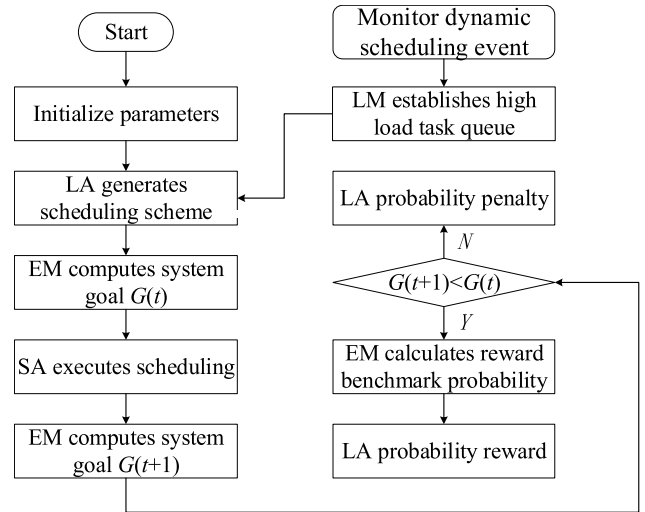 Start
Initialize parameters
LA generates
scheduling scheme
EM computes system
goal G(t)
SA executes scheduling
EM computes system
goal G(t+1)
Monitor dynamic
scheduling event
LM establishes high
load task queue
LA probability penalty
N
G(t+1)<G(t)
Y
EM calculates reward
benchmark probability
LA probability reward